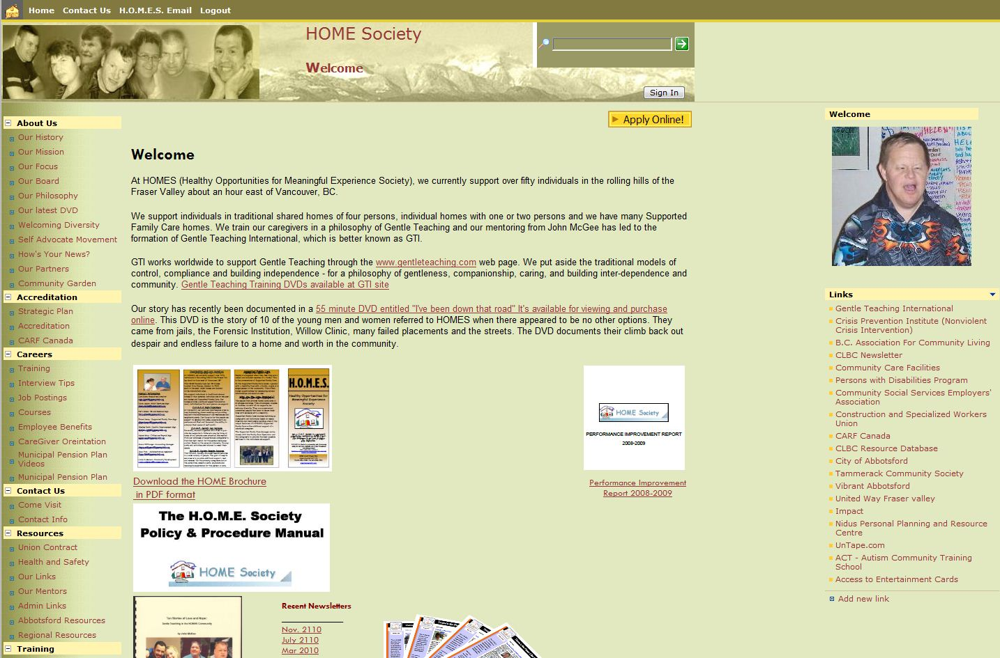 Home Contact Us H.O.M.E.S. Email Logout
HOME Society
Welcome
Sign In
About Us
Our History
Our Mission
Our Focus
Our Board
Our Philosophy
Our latest DVD
Welcoming Diversity
Self Advocate Movement
How's Your News?
Our Partners
Community Garden
Accreditation
Strategic Plan
Accreditation
CARF Canada
Careers
Training
Interview Tips
Job Postings
Courses
Employee Benefits
CareGiver Oreintation
Municipal Pension Plan
Videos
Municipal Pension Plan
Contact Us
Come Visit
Contact Info
Resources
Union Contract
Health and Safety
Our Links
Our Mentors
Admin Links
Abbotsford Resources
Regional Resources
Training
Apply Online!
Welcome
At HOMES (Healthy Opportunities for Meaningful Experience Society), we currently support over fifty individuals in the rolling hills of the
Fraser Valley about an hour east of Vancouver, BC.
We support individuals in traditional shared homes of four persons, individual homes with one or two persons and we have many Supported
Family Care homes. We train our caregivers in a philosophy of Gentle Teaching and our mentoring from John McGee has led to the
formation of Gentle Teaching International, which is better known as GTI.
GTI works worldwide to support Gentle Teaching through the www.gentleteaching.com web page. We put aside the traditional models of
control, compliance and building independence - for a philosophy of gentleness, companionship, caring, and building inter-dependence and
community. Gentle Teaching Training DVDs available at GTI site
Our story has recently been documented in a 55 minute DVD entitled "I've been down that road" It's available for viewing and purchase
online. This DVD is the story of 10 of the young men and women referred to HOMES when there appeared to be no other options. They
came from jails, the Forensic Institution, Willow Clinic, many failed placements and the streets. The DVD documents their climb back out
despair and endless failure to a home and worth in the community.
H.O.M.E.S.
Healthy Opportunities for
Meaningful Experience
Society
Download the HOME Brochure
in PDF format
HOME Society
PERFORMANCE IMPROVEMENT REPORT
2008-2009
Performance Improvement
Report 2008-2009
The H.O.M.E. Society
Policy & Procedure Manual
HOME Society
Ten Stories of Love and Hope:
Gentle Teaching in the HOMES Community
by John McGee
Recent Newsletters
Nov. 2110
July 2110
Mar 2010
Welcome
Links
Gentle Teaching International
Crisis Prevention Institute (Nonviolent
Crisis Intervention)
B.C. Association For Community Living
CLBC Newsletter
Community Care Facilities
Persons with Disabilities Program
Community Social Services Employers'
Association
Construction and Specialized Workers
Union
CARF Canada
CLBC Resource Database
City of Abbotsford
Tammerack Community Society
Vibrant Abbotsford
United Way Fraser valley
Impact
Nidus Personal Planning and Resource
Centre
UnTape.com
ACT - Autism Community Training
School
Access to Entertainment Cards
Add new link